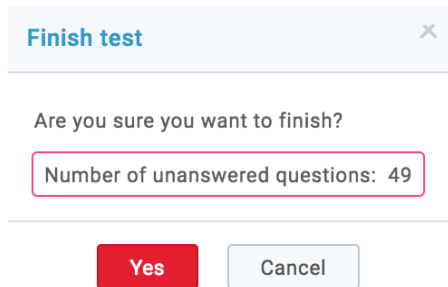 Finish test
×
Are you sure you want to finish?
Number of unanswered questions: 49
Yes Cancel